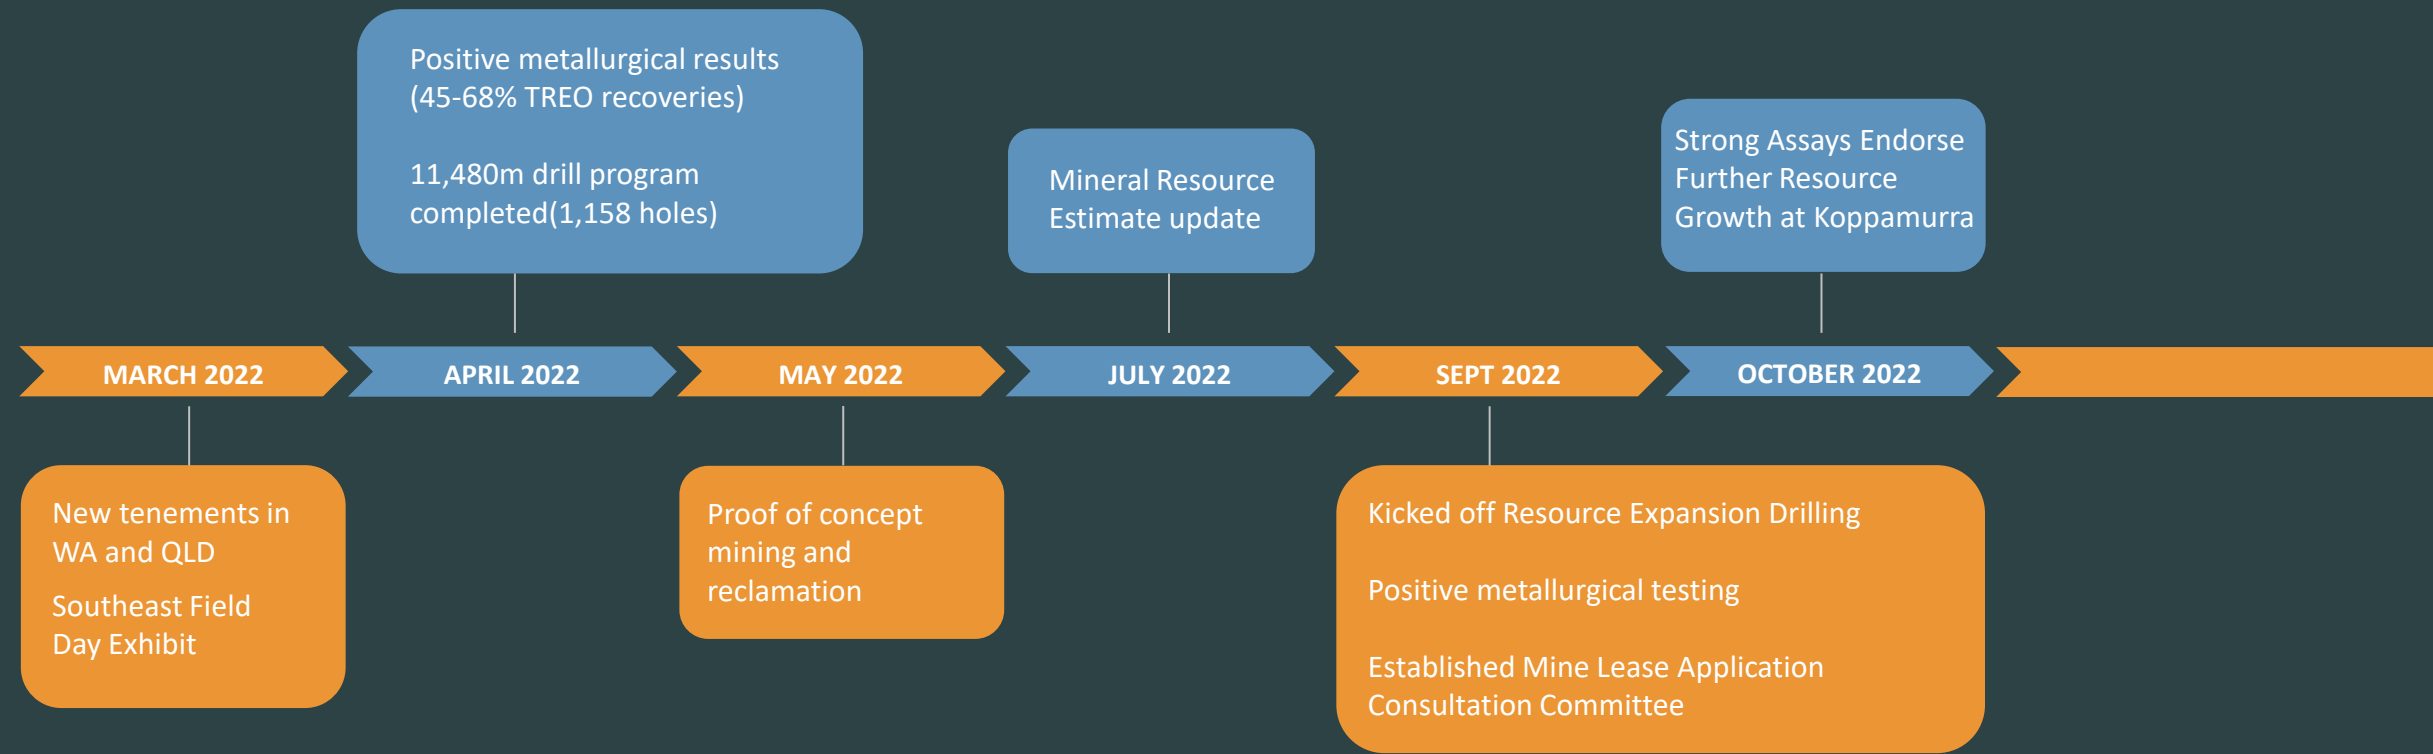 Positive metallurgical results
(45-68% TREO recoveries)
11,480m drill program
completed(1,158 holes)
Mineral Resource
Estimate update
Strong Assays Endorse
Further Resource
Growth at Koppamurra
MARCH 2022
APRIL 2022
MAY 2022
JULY 2022
SEPT 2022
OCTOBER 2022
New tenements in
WA and QLD
Southeast Field
Day Exhibit
Proof of concept
mining and
reclamation
Kicked off Resource Expansion Drilling
Positive metallurgical testing
Established Mine Lease Application
Consultation Committee